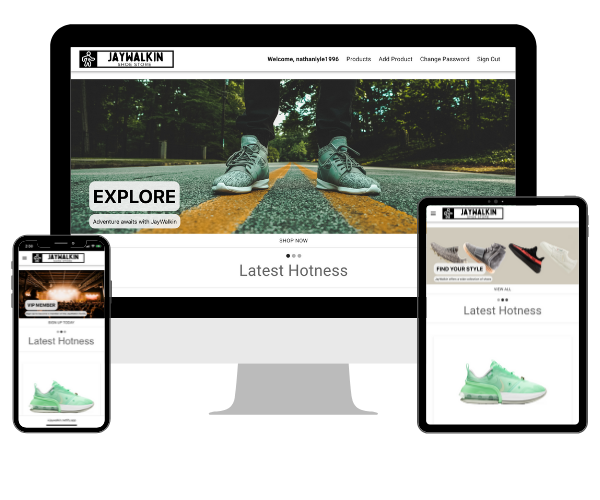 JAYWALKIN
SHOE STORE
Welcome, nathanlyle1996 Products Add Product Change Password Sign Out
EXPLORE
Adventure awaits with JayWalkin
SHOP NOW
Latest Hotness
JAYWALKIN
VIP MEMBER
SIGN UP TODAY
Latest Hotness
JAYWALKIN
FIND YOUR STYLE
VIEW ALL
Latest Hotness